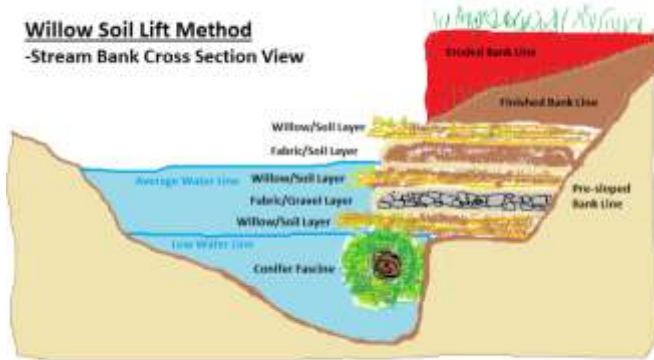 Willow Soil Lift Method
-Stream Bank Cross Section View
Eroded Bank Line
Finished Bank Line
Willow/Soil Layer
Fabric/Soil Layer
Average Water Line
Willow/Soil Layer
Fabric/Gravel Layer
Pre-sloped
Bank Line
Willow/Soil Layer
Low Water Line
Conifer Fascine